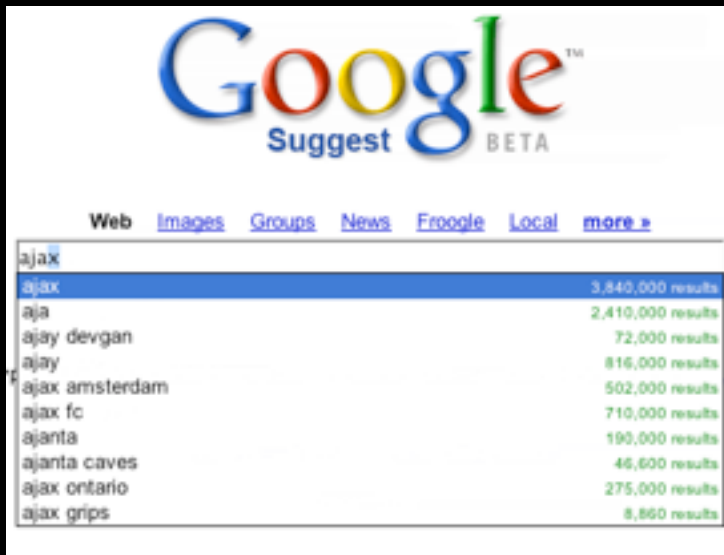 Google™
Suggest BETA
Web Images Groups News Froogle Local more »
ajax
ajax 3,840,000 results
aja 2,410,000 results
ajay devgan 72,000 results
ajay 816,000 results
ajax amsterdam 502,000 results
ajax fc 710,000 results
ajanta 190,000 results
ajanta caves 46,600 results
ajax ontario 275,000 results
ajax grips 8,860 results